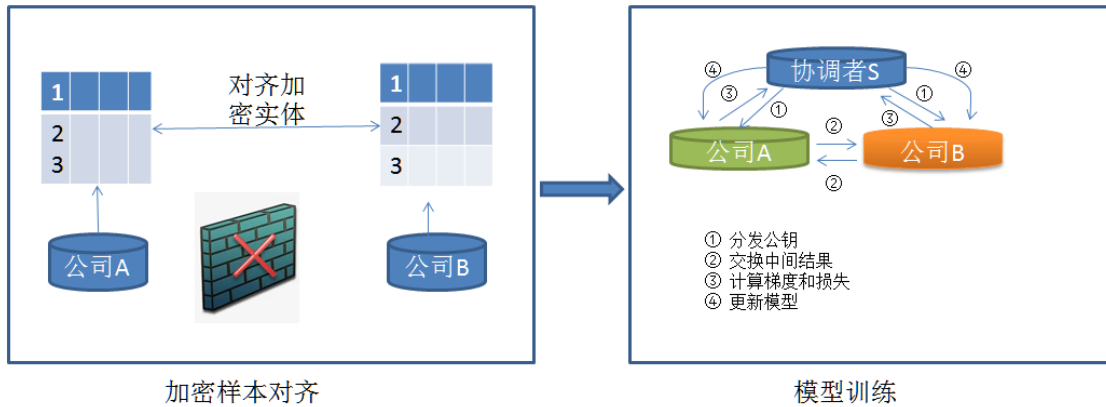 1
2
3
对齐加
密实体
1
2
3
公司A
公司B
加密样本对齐
协调者S
④
③
①
①
③
④
公司A
②
②
公司B
① 分发公钥
② 交换中间结果
③ 计算梯度和损失
④ 更新模型
模型训练